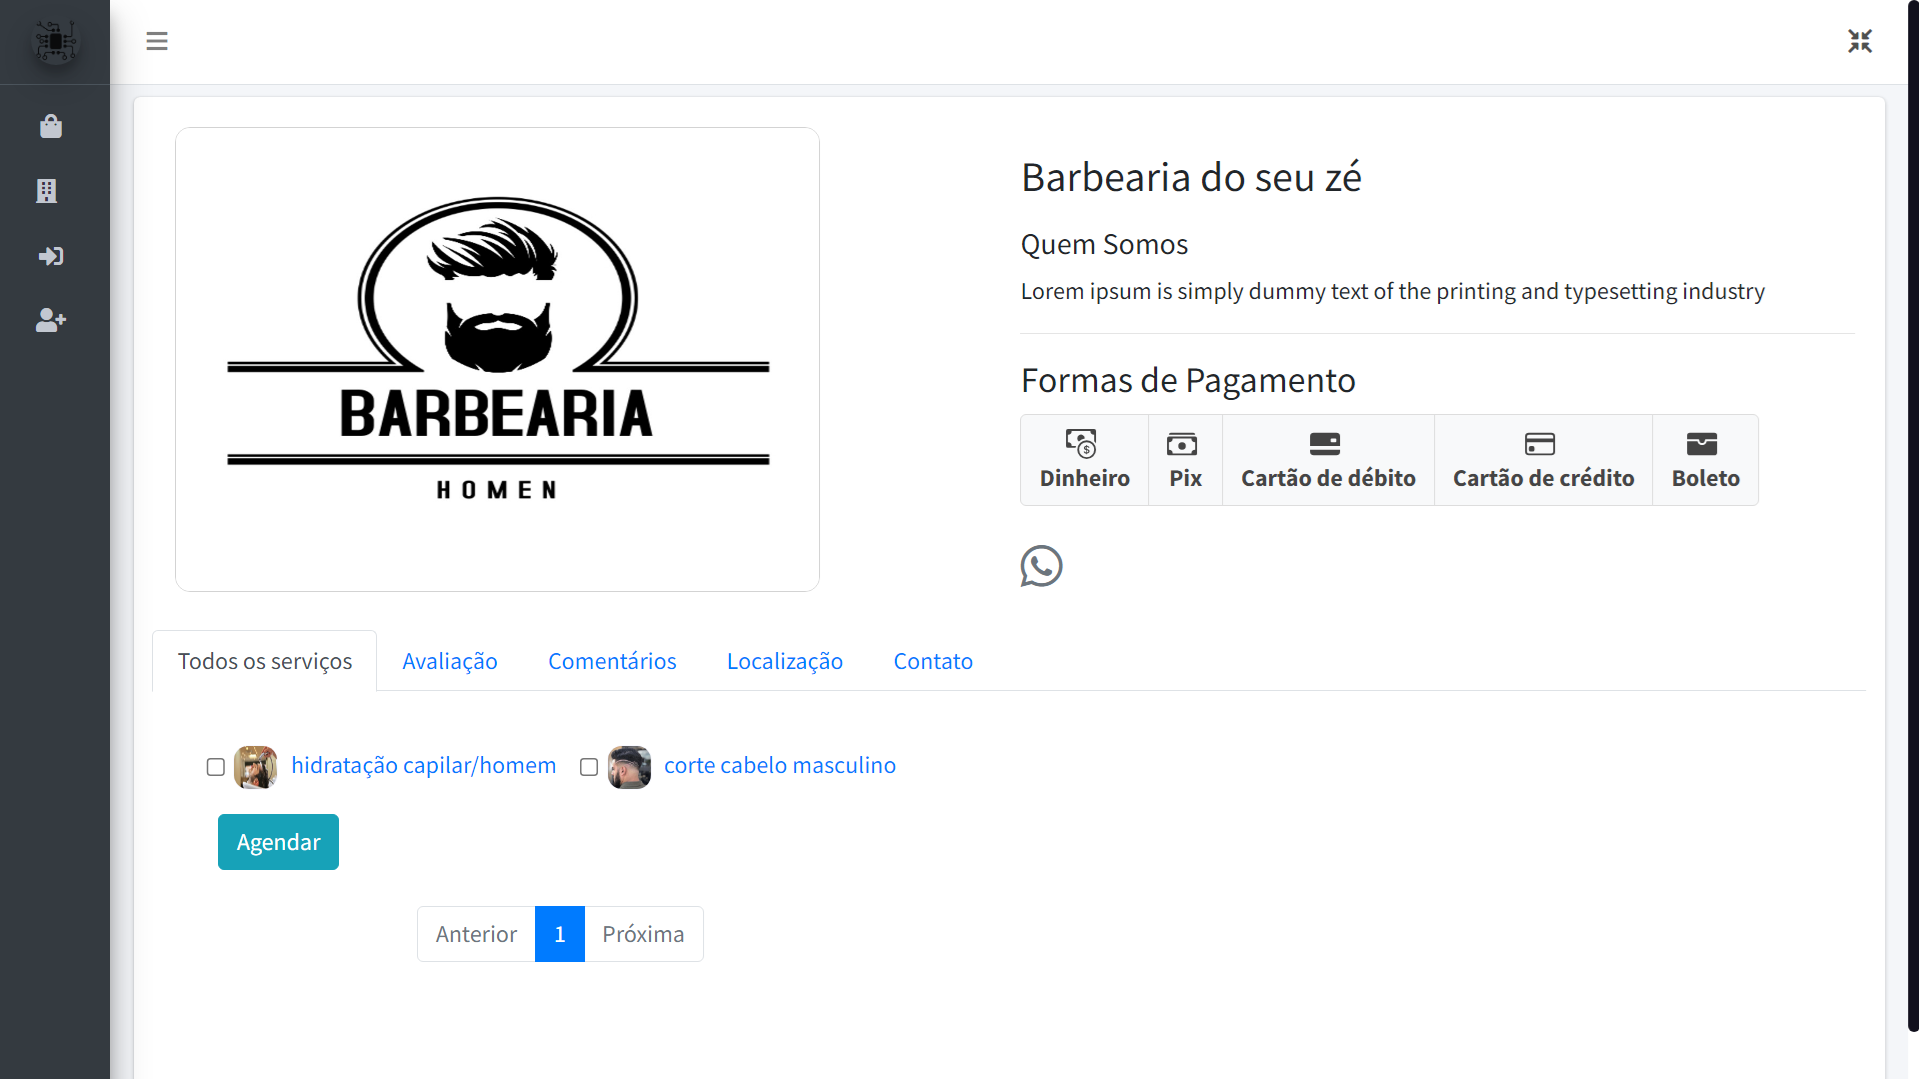 BARBEARIA
HOMEN
Barbearia do seu zé
Quem Somos
Lorem ipsum is simply dummy text of the printing and typesetting industry
Formas de Pagamento
Dinheiro Pix Cartão de débito Cartão de crédito Boleto
Todos os serviços Avaliação Comentários Localização Contato
hidratação capilar/homem corte cabelo masculino
Agendar
Anterior 1 Próxima